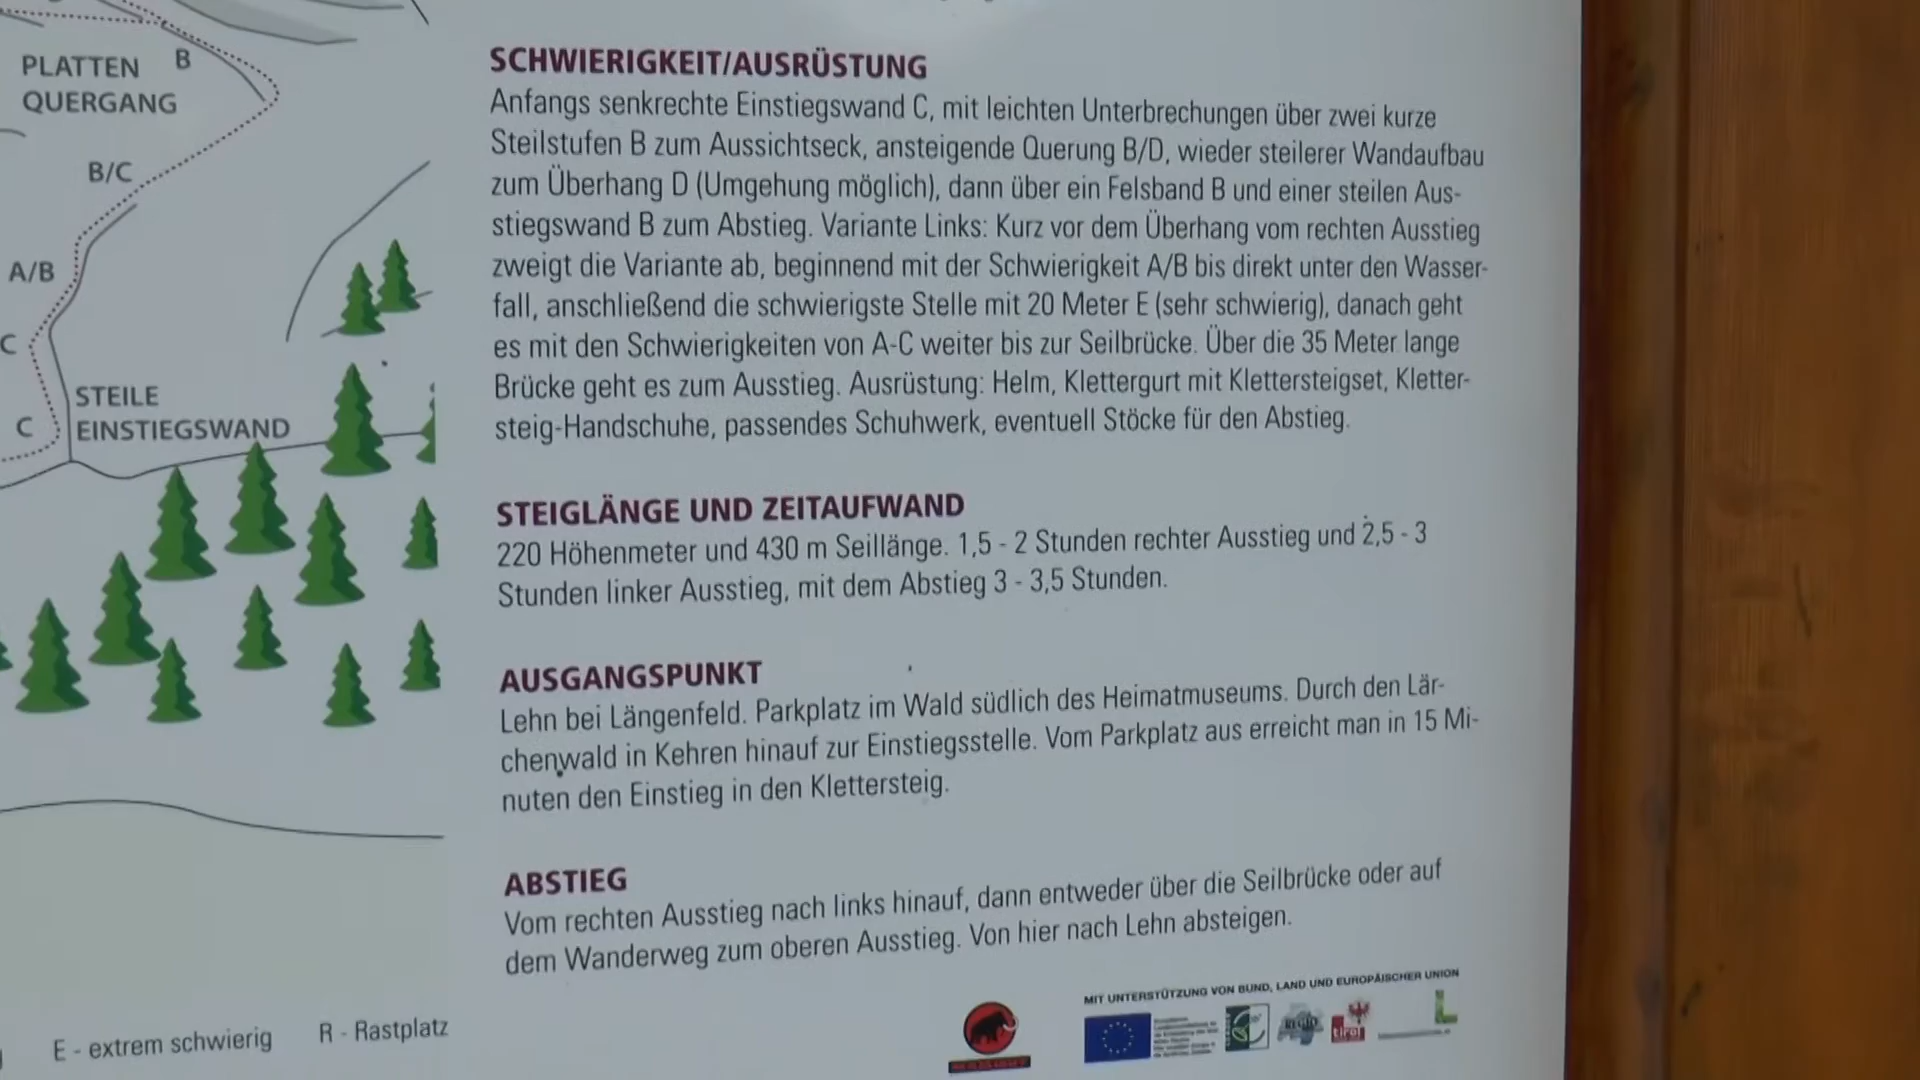 PLATTEN
QUERGANG
B
B/C
A/B
C
C
STEILE
EINSTIEGSWAND
E - extrem schwierig
R - Rastplatz
SCHWIERIGKEIT/AUSRÜSTUNG
Anfangs senkrechte Einstiegswand C, mit leichten Unterbrechungen über zwei kurze
Steilstufen B zum Aussichtseck, ansteigende Querung B/D, wieder steilerer Wandaufbau
zum Überhang D (Umgehung möglich), dann über ein Felsband B und einer steilen Aus-
stiegswand B zum Abstieg. Variante Links: Kurz vor dem Überhang vom rechten Ausstieg
zweigt die Variante ab, beginnend mit der Schwierigkeit A/B bis direkt unter den Wasser-
fall, anschließend die schwierigste Stelle mit 20 Meter E (sehr schwierig), danach geht
es mit den Schwierigkeiten von A-C weiter bis zur Seilbrücke. Über die 35 Meter lange
Brücke geht es zum Ausstieg. Ausrüstung: Helm, Klettergurt mit Klettersteigset, Kletter-
steig-Handschuhe, passendes Schuhwerk, eventuell Stöcke für den Abstieg.
STEIGLÄNGE UND ZEITAUFWAND
220 Höhenmeter und 430 m Seillänge. 1,5 - 2 Stunden rechter Ausstieg und 2,5 - 3
Stunden linker Ausstieg, mit dem Abstieg 3 - 3,5 Stunden.
AUSGANGSPUNKT
Lehn bei Längenfeld. Parkplatz im Wald südlich des Heimatmuseums. Durch den Lär-
chenwald in Kehren hinauf zur Einstiegsstelle. Vom Parkplatz aus erreicht man in 15 Mi-
nuten den Einstieg in den Klettersteig.
ABSTIEG
Vom rechten Ausstieg nach links hinauf, dann entweder über die Seilbrücke oder auf
dem Wanderweg zum oberen Ausstieg. Von hier nach Lehn absteigen.
MIT UNTERSTÜTZUNG VON BUND, LAND UND EUROPÄISCHER UNION
REGIO
tirol